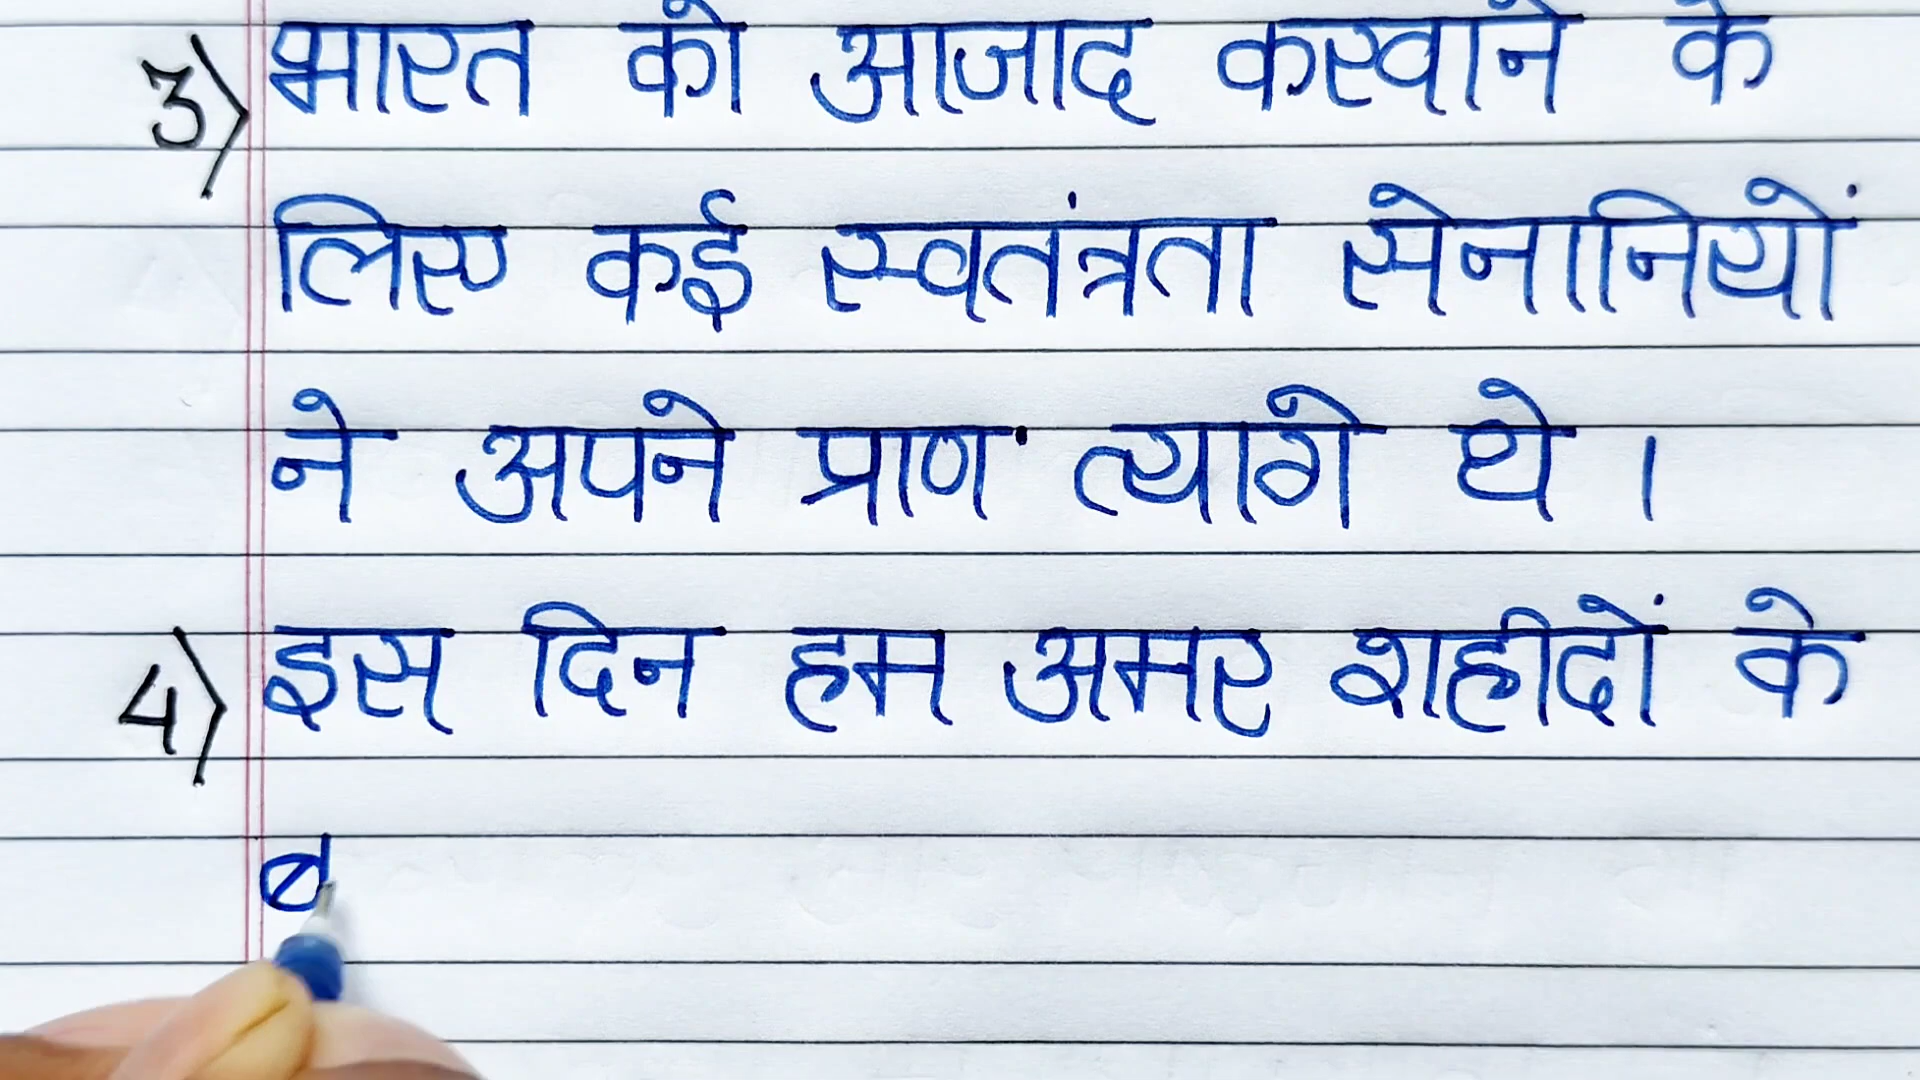 3) भारत को आजाद करवाने के
लिए कई स्वतंत्रता सेनानियों
ने अपने प्राण त्यागे थे ।
4) इस दिन हम अमर शहीदों के
ब